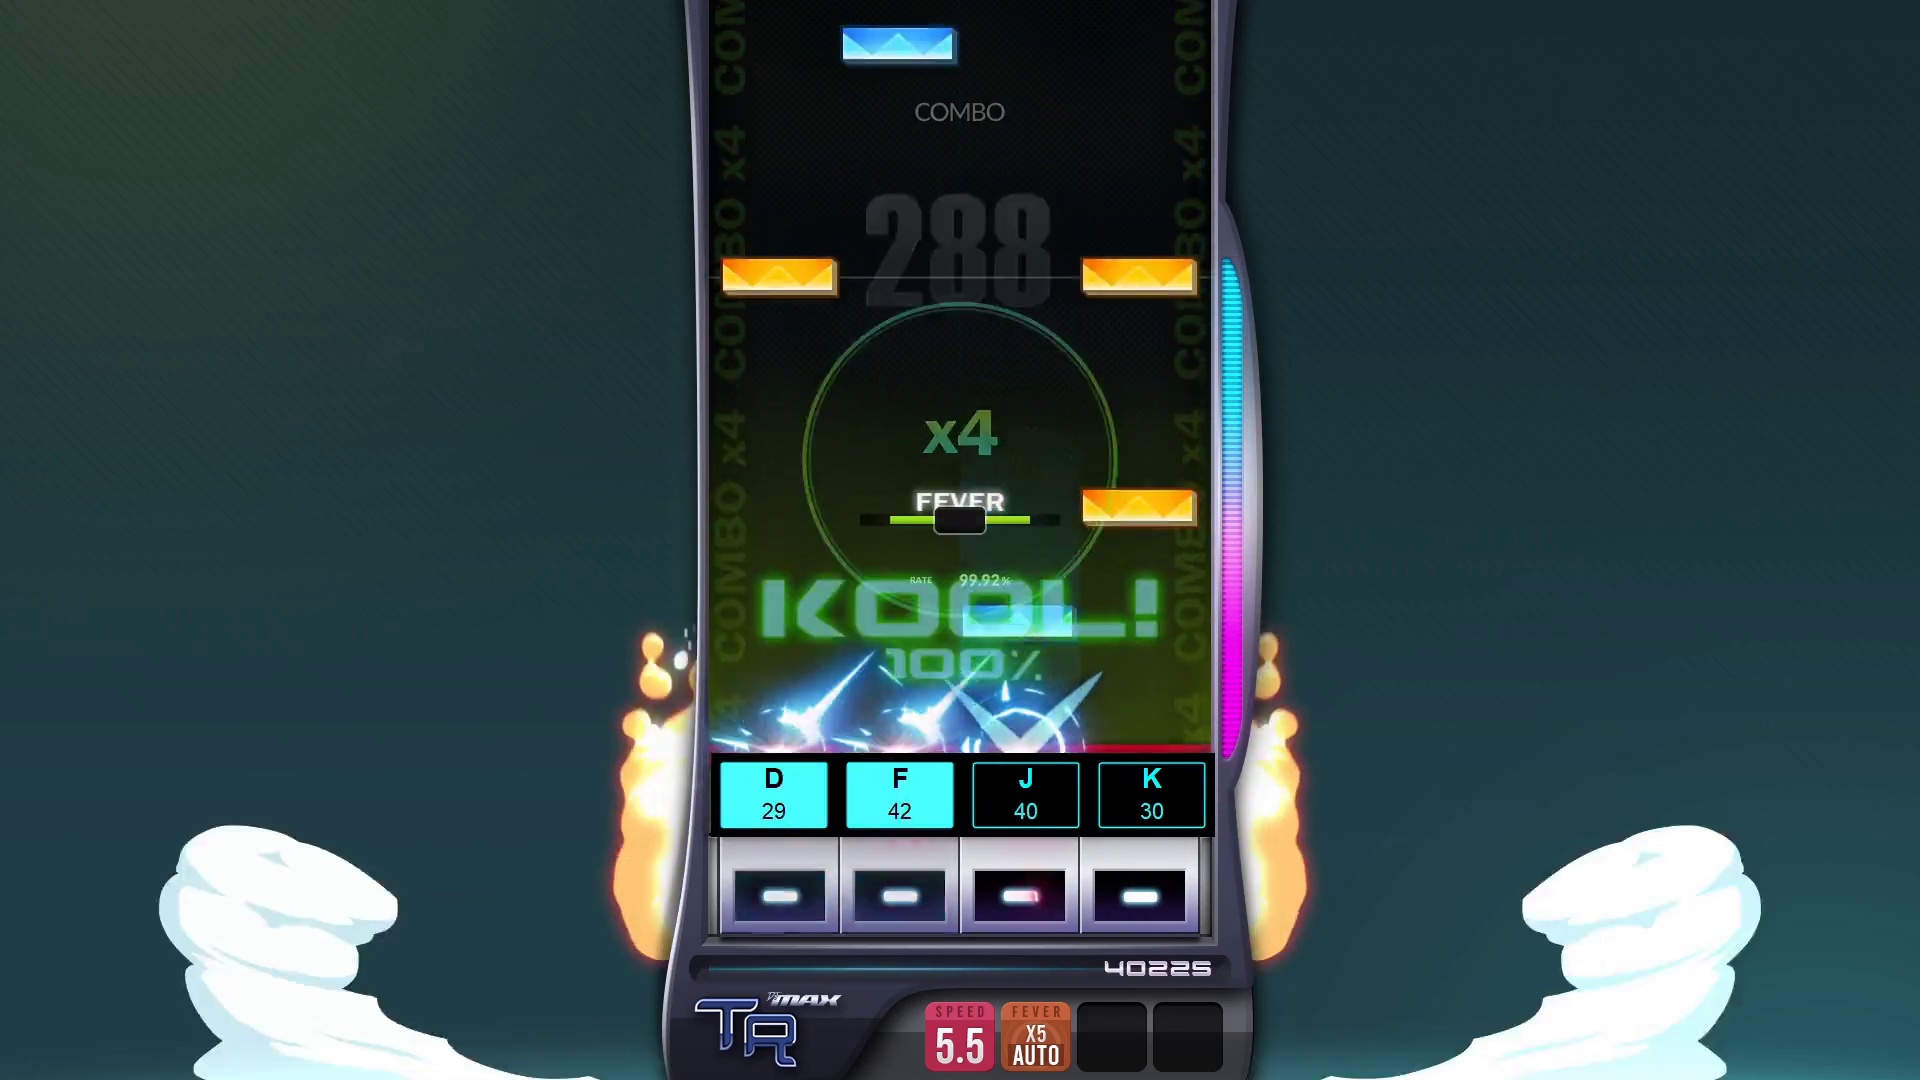 COMBO
288
COMBO x4 COMBO x4 COMBO x4
COMBO x4 COMBO x4 COMBO x4
x4
FEVER
RATE 99.92%
KOOL!
100%
D F J K
29 42 40 30
40225
MAX
TR
SPEED
5.5
FEVER
X5
AUTO